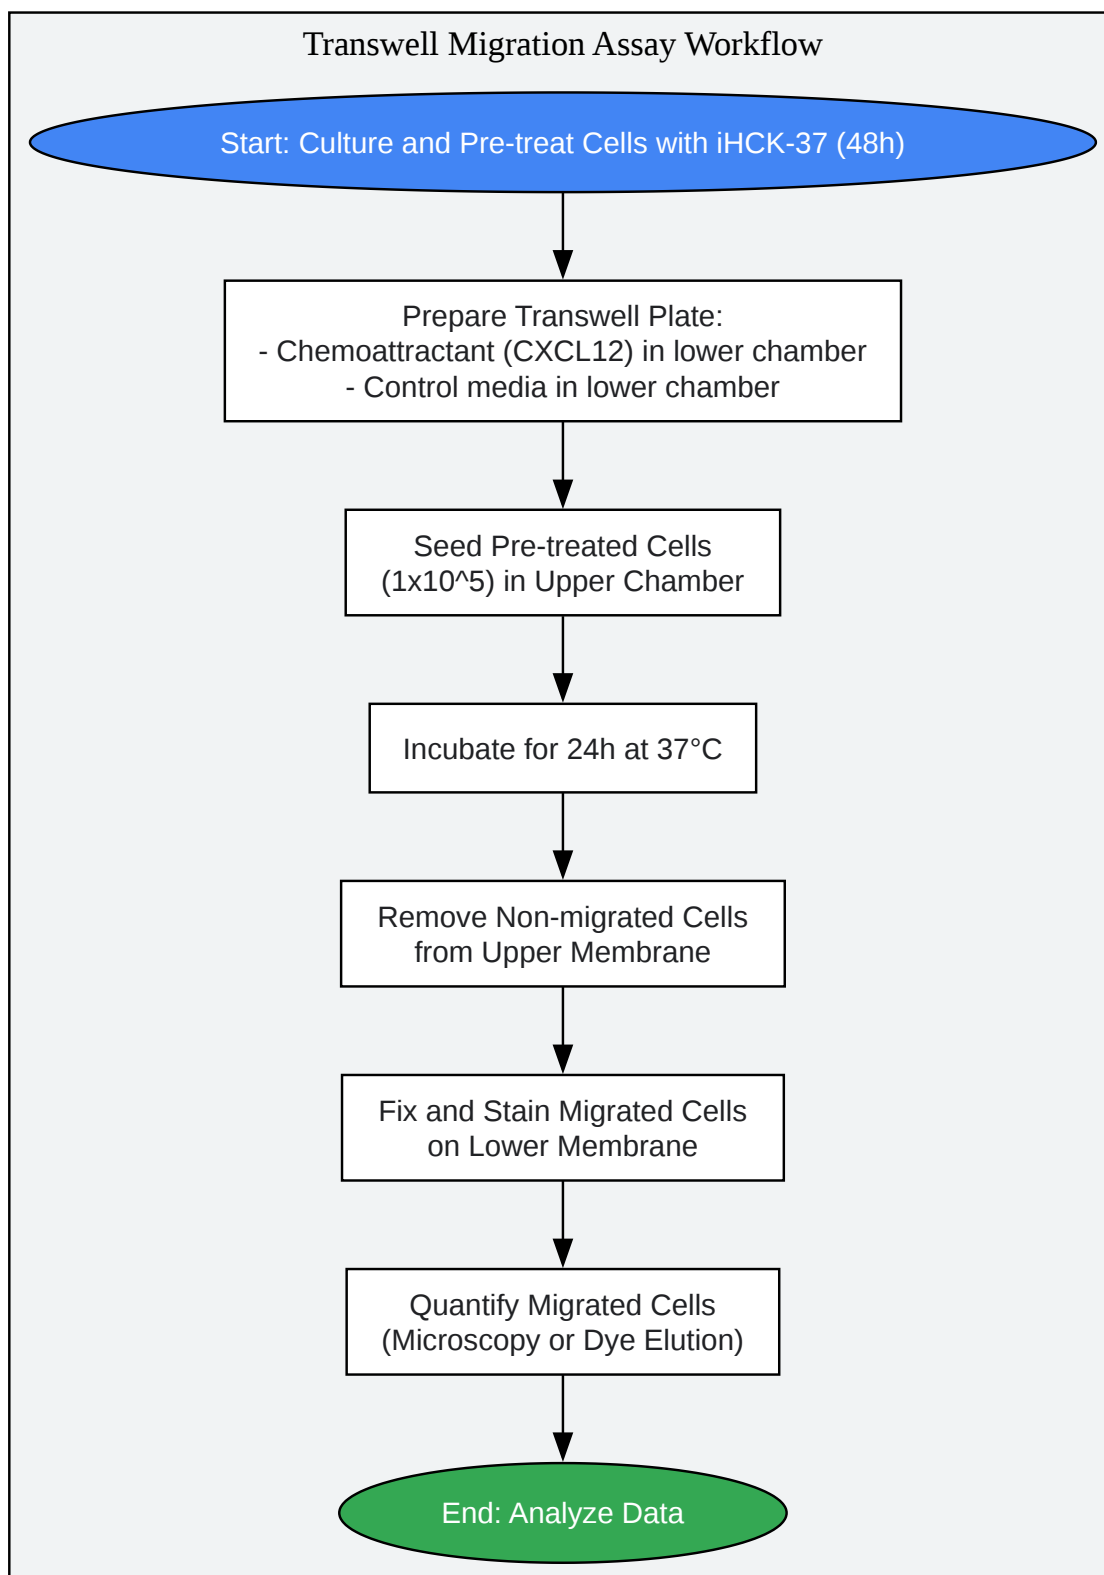 Transwell Migration Assay Workflow
Start: Culture and Pre-treat Cells with iHCK-37 (48h)
Prepare Transwell Plate:
- Chemoattractant (CXCL12) in lower chamber
- Control media in lower chamber
Seed Pre-treated Cells
(1x10^5) in Upper Chamber
Incubate for 24h at 37°C
Remove Non-migrated Cells
from Upper Membrane
Fix and Stain Migrated Cells
on Lower Membrane
Quantify Migrated Cells
(Microscopy or Dye Elution)
End: Analyze Data